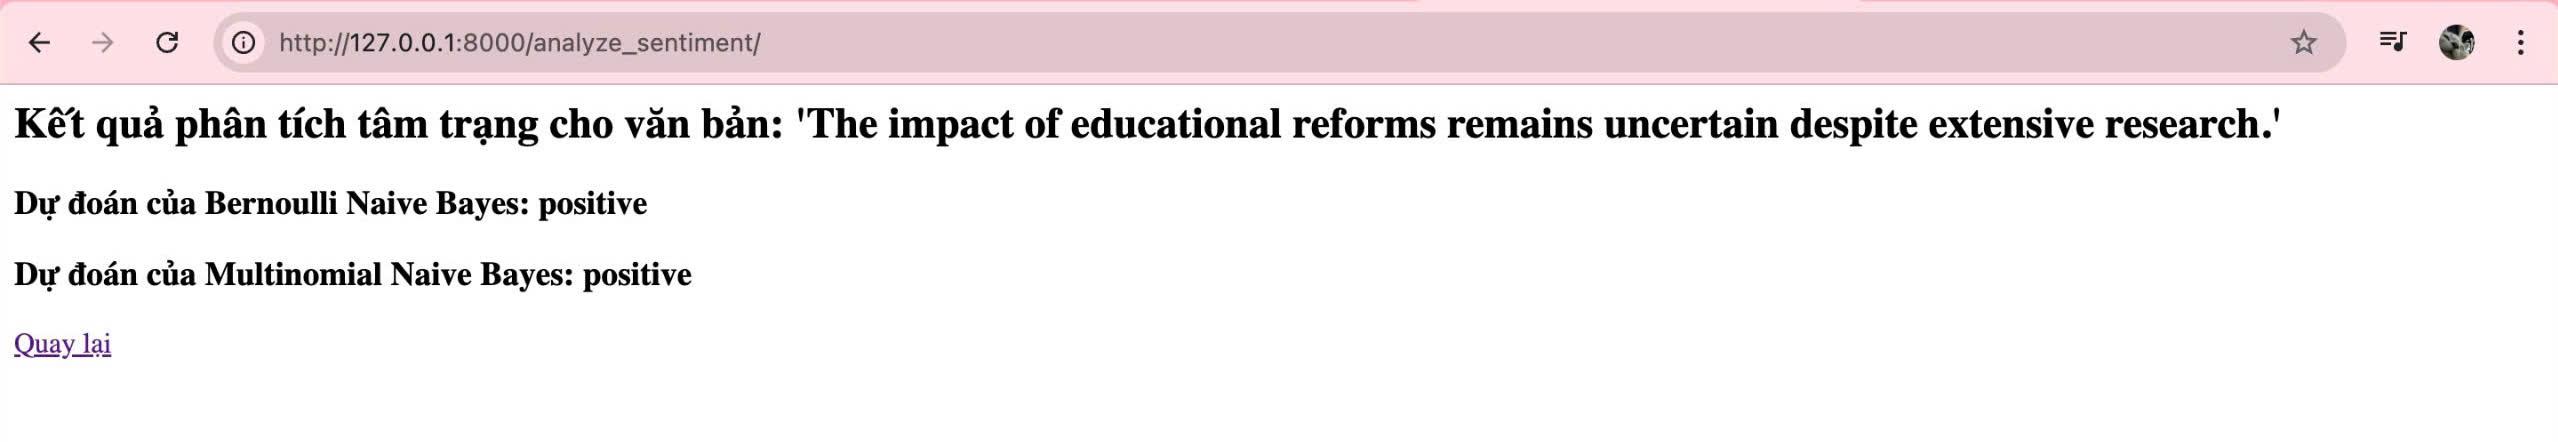 http://127.0.0.1:8000/analyze_sentiment/
Kết quả phân tích tâm trạng cho văn bản: 'The impact of educational reforms remains uncertain despite extensive research.'
Dự đoán của Bernoulli Naive Bayes: positive
Dự đoán của Multinomial Naive Bayes: positive
Quay lại